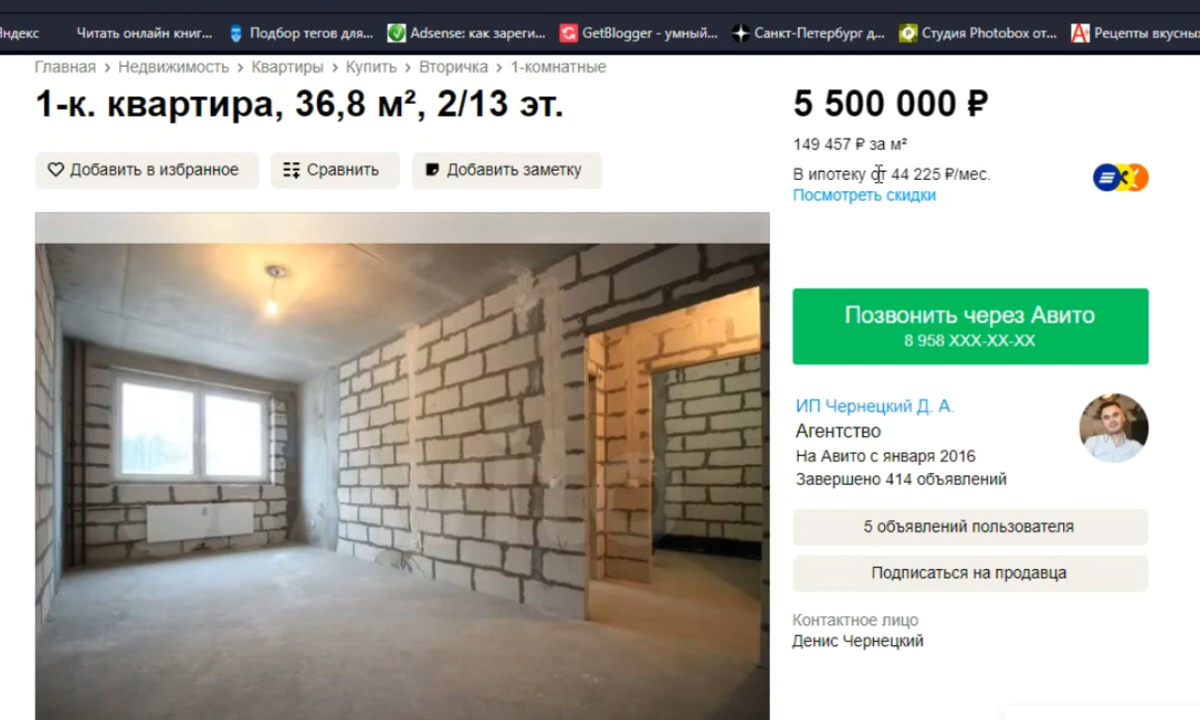 Яндекс Читать онлайн книг... Подбор тегов для... Adsense: как зареги... GetBlogger - умный... Санкт-Петербург д... Студия Photobox от... Рецепты вкусных
Главная › Недвижимость › Квартиры › Купить › Вторичка › 1-комнатные
1-к. квартира, 36,8 м², 2/13 эт.
Добавить в избранное Сравнить Добавить заметку
5 500 000 ₽
149 457 ₽ за м²
В ипотеку от 44 225 ₽/мес.
Посмотреть скидки
Позвонить через Авито
8 958 XXX-XX-XX
ИП Чернецкий Д. А.
Агентство
На Авито с января 2016
Завершено 414 объявлений
5 объявлений пользователя
Подписаться на продавца
Контактное лицо
Денис Чернецкий